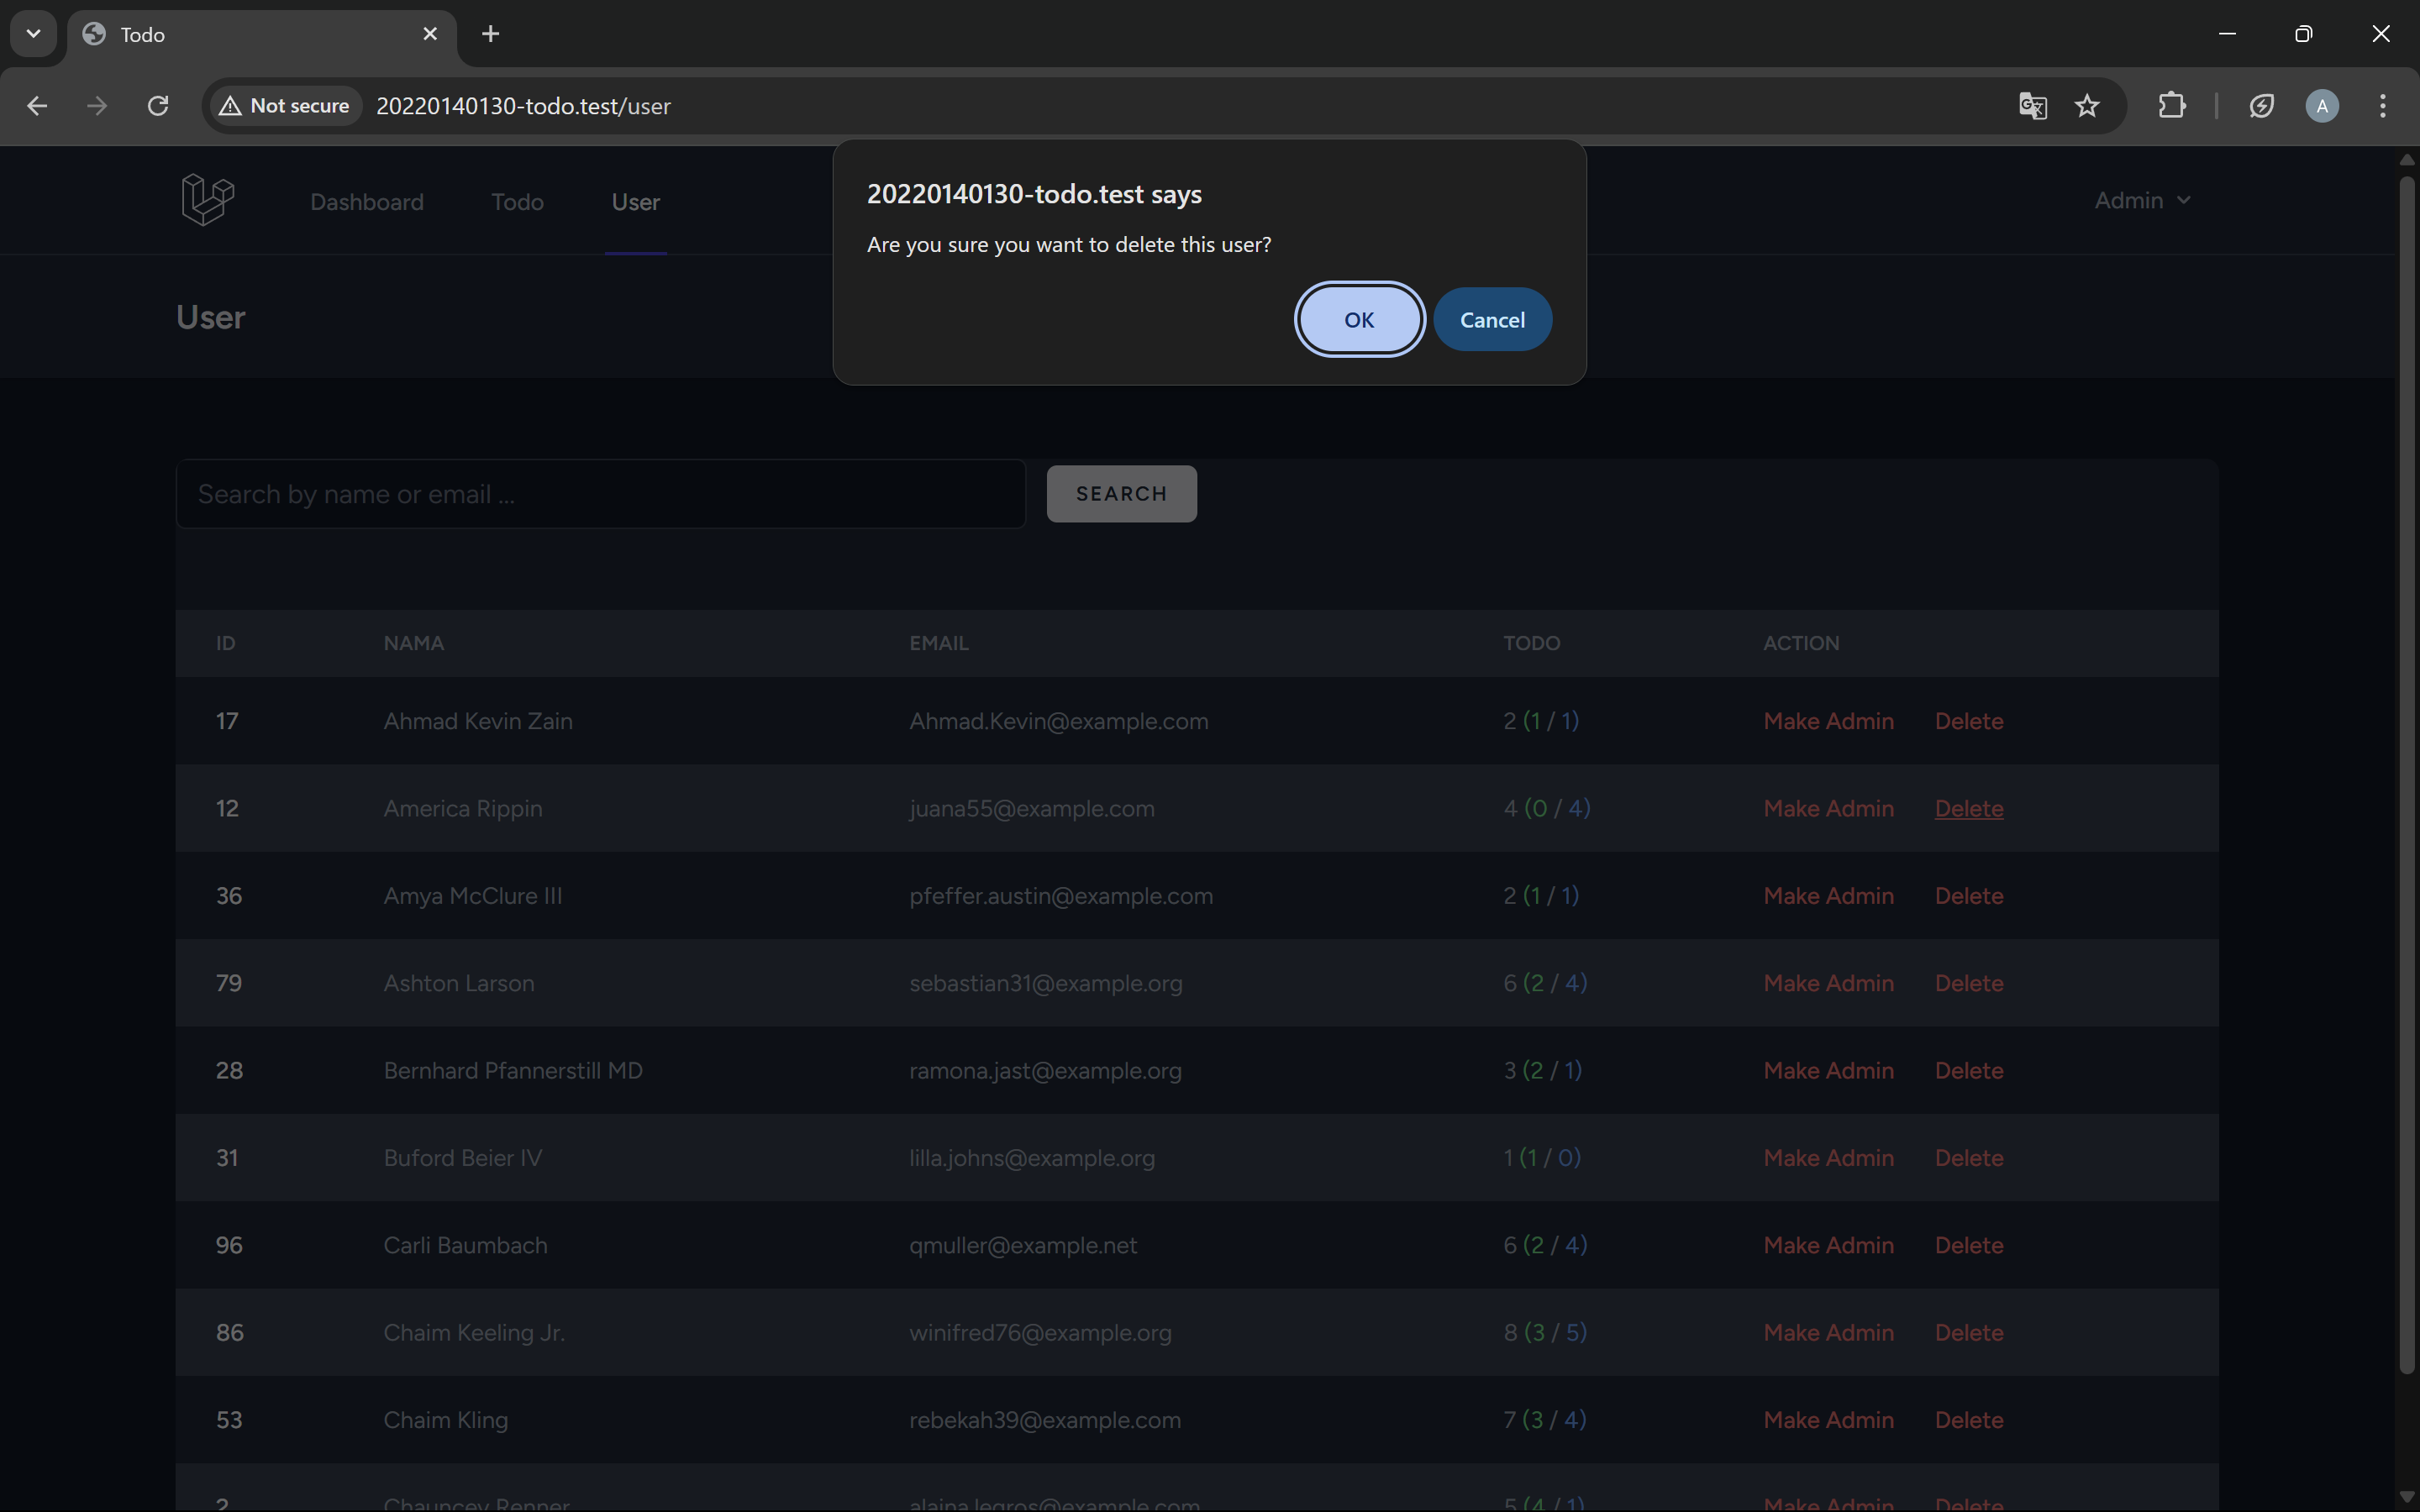 Todo
Not secure 20220140130-todo.test/user
A
Dashboard Todo User Admin
20220140130-todo.test says
Are you sure you want to delete this user?
OK Cancel
User
Search by name or email ... SEARCH
ID NAMA EMAIL TODO ACTION
17 Ahmad Kevin Zain Ahmad.Kevin@example.com 2 (1 / 1) Make Admin Delete
12 America Rippin juana55@example.com 4 (0 / 4) Make Admin Delete
36 Amya McClure III pfeffer.austin@example.com 2 (1 / 1) Make Admin Delete
79 Ashton Larson sebastian31@example.org 6 (2 / 4) Make Admin Delete
28 Bernhard Pfannerstill MD ramona.jast@example.org 3 (2 / 1) Make Admin Delete
31 Buford Beier IV lilla.johns@example.org 1 (1 / 0) Make Admin Delete
96 Carli Baumbach qmuller@example.net 6 (2 / 4) Make Admin Delete
86 Chaim Keeling Jr. winifred76@example.org 8 (3 / 5) Make Admin Delete
53 Chaim Kling rebekah39@example.com 7 (3 / 4) Make Admin Delete
2 Chauncey Renner alaina.legros@example.com 5 (4 / 1) Make Admin Delete